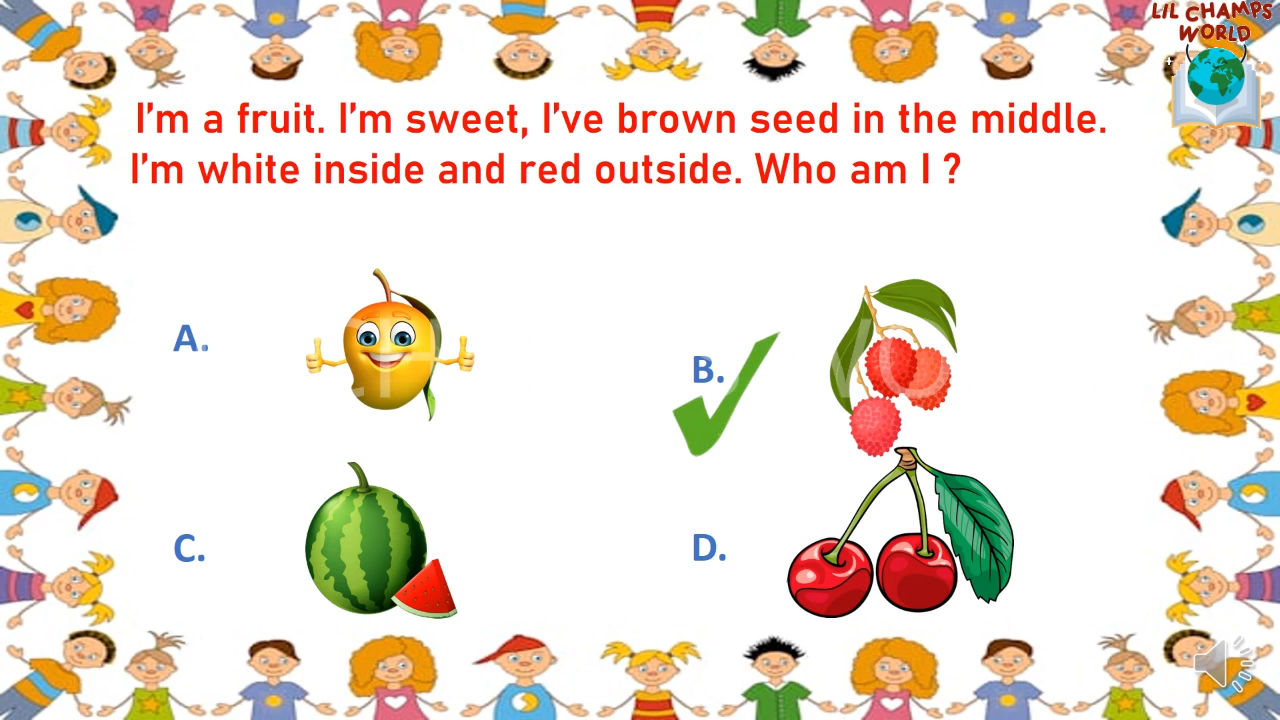 LIL CHAMPS
WORLD
I'm a fruit. I'm sweet, I've brown seed in the middle.
I'm white inside and red outside. Who am I ?
A.
B.
C.
D.